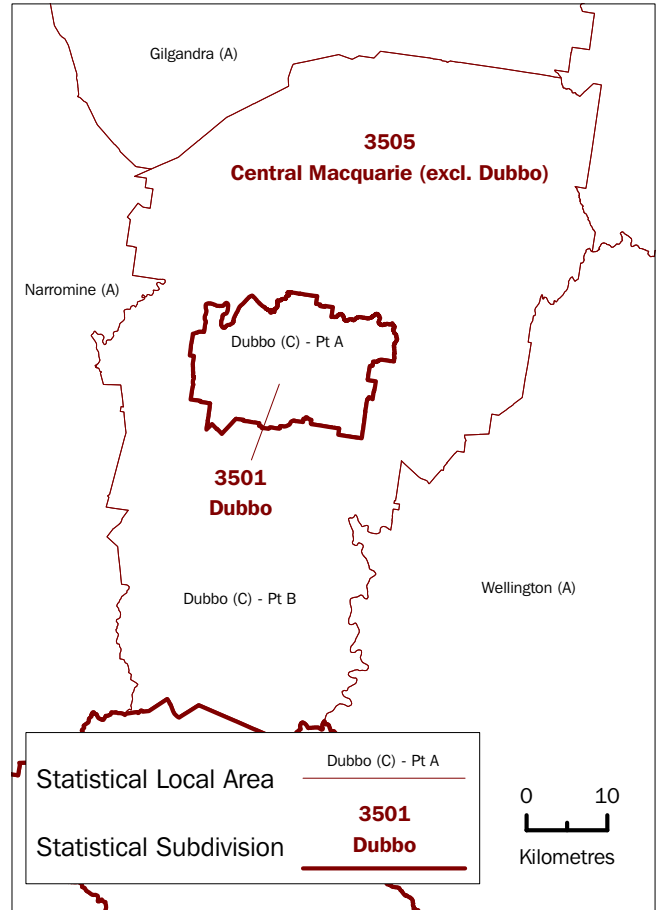 Gilgandra (A)
3505
Central Macquarie (excl. Dubbo)
Narromine (A)
Dubbo (C) - Pt A
3501
Dubbo
Wellington (A)
Dubbo (C) - Pt B
Statistical Local Area
Dubbo (C) - Pt A
Statistical Subdivision
3501
Dubbo
0 10
Kilometres